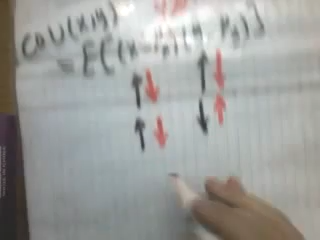 cov(x,y)
= E[(x-μx)(y-μy)]